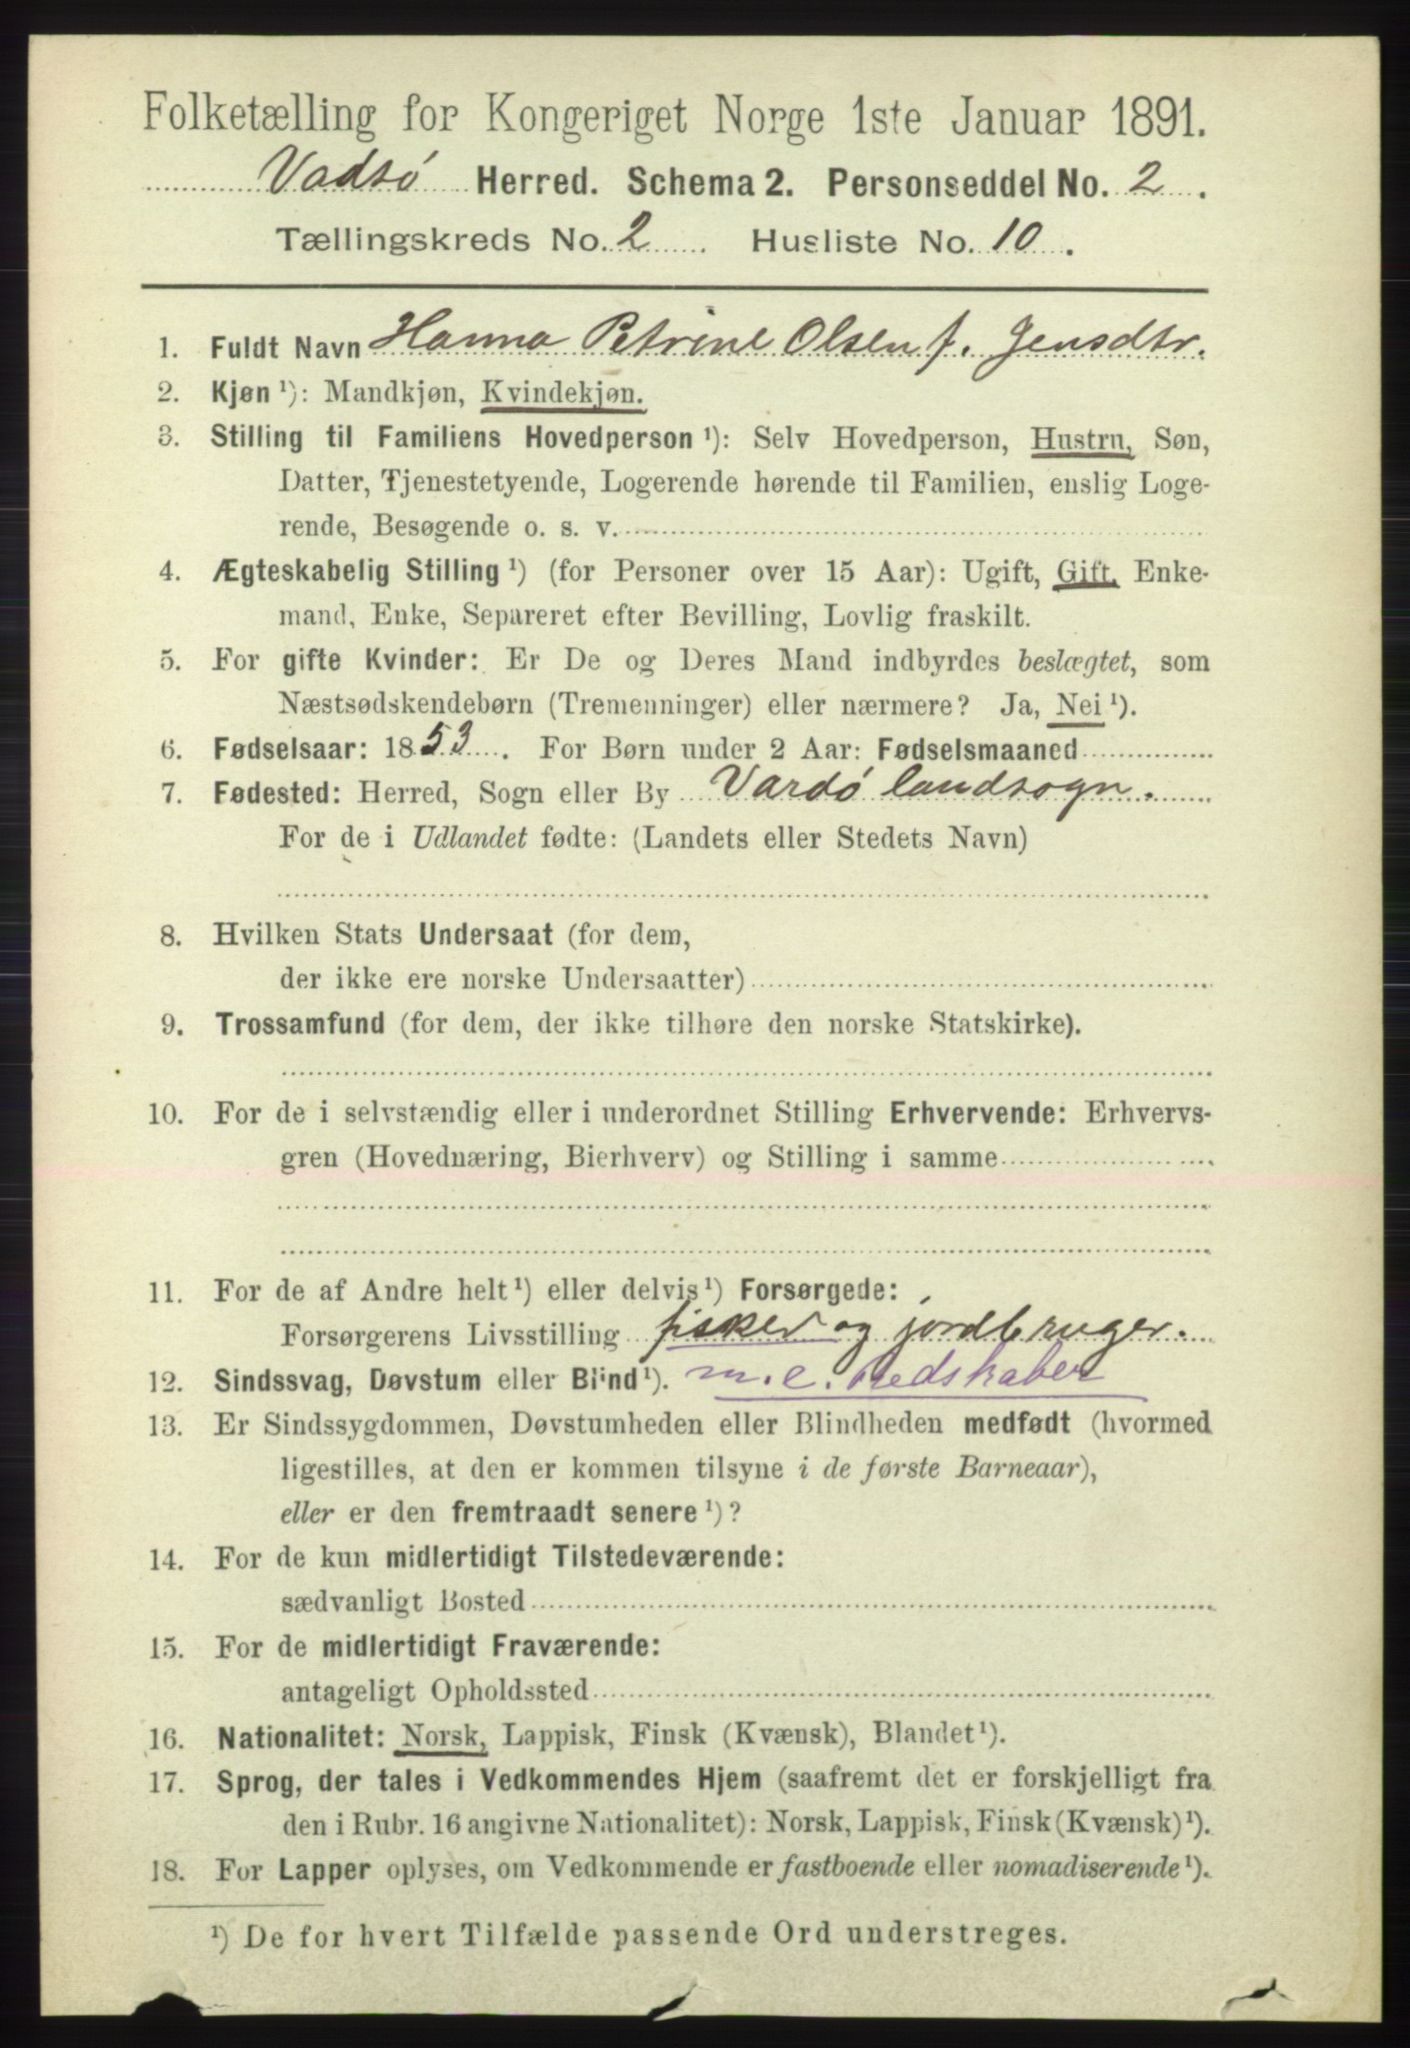 Folketælling for Kongeriget Norge 1ste Januar 1891.
Vadsø Herred. Schema 2. Personseddel No. 2.
Tællingskreds No. 2 Husliste No. 10.
1. Fuldt Navn Hanna Petrine Olsen f. Jensdtr.
2. Kjøn ¹): Mandkjøn, Kvindekjøn.
3. Stilling til Familiens Hovedperson ¹): Selv Hovedperson, Hustru, Søn,
Datter, Tjenestetyende, Logerende hørende til Familien, enslig Loge-
rende, Besøgende o. s. v.
4. Ægteskabelig Stilling ¹) (for Personer over 15 Aar): Ugift, Gift, Enke-
mand, Enke, Separeret efter Bevilling, Lovlig fraskilt.
5. For gifte Kvinder: Er De og Deres Mand indbyrdes beslægtet, som
Næstsødskendebørn (Tremenninger) eller nærmere? Ja, Nei ¹).
6. Fødselsaar: 1853. For Børn under 2 Aar: Fødselsmaaned
7. Fødested: Herred, Sogn eller By Vardø landsogn.
For de i Udlandet fødte: (Landets eller Stedets Navn)
8. Hvilken Stats Undersaat (for dem,
der ikke ere norske Undersaatter)
9. Trossamfund (for dem, der ikke tilhøre den norske Statskirke).
10. For de i selvstændig eller i underordnet Stilling Erhvervende: Erhvervs-
gren (Hovednæring, Bierhverv) og Stilling i samme
11. For de af Andre helt ¹) eller delvis ¹) Forsørgede:
Forsørgerens Livsstilling fisker og jordbruger.
12. Sindssvag, Døvstum eller Blind ¹). m. e. Redskaber
13. Er Sindssygdommen, Døvstumheden eller Blindheden medfødt (hvormed
ligestilles, at den er kommen tilsyne i de første Barneaar),
eller er den fremtraadt senere ¹)?
14. For de kun midlertidigt Tilstedeværende:
sædvanligt Bosted
15. For de midlertidigt Fraværende:
antageligt Opholdssted
16. Nationalitet: Norsk, Lappisk, Finsk (Kvænsk), Blandet ¹).
17. Sprog, der tales i Vedkommendes Hjem (saafremt det er forskjelligt fra
den i Rubr. 16 angivne Nationalitet): Norsk, Lappisk, Finsk (Kvænsk) ¹).
18. For Lapper oplyses, om Vedkommende er fastboende eller nomadiserende ¹).
¹) De for hvert Tilfælde passende Ord understreges.